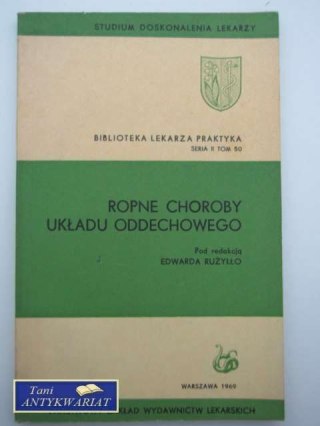 STUDIUM DOSKONALENIA LEKARZY
BIBLIOTEKA LEKARZA PRAKTYKA
SERIA II TOM 50
ROPNE CHOROBY
UKŁADU ODDECHOWEGO
Pod redakcją
EDWARDA RUŻYŁŁO
WARSZAWA 1969
WYDAWNICTW LEKARSKICH
Tani
ANTYKWARIAT